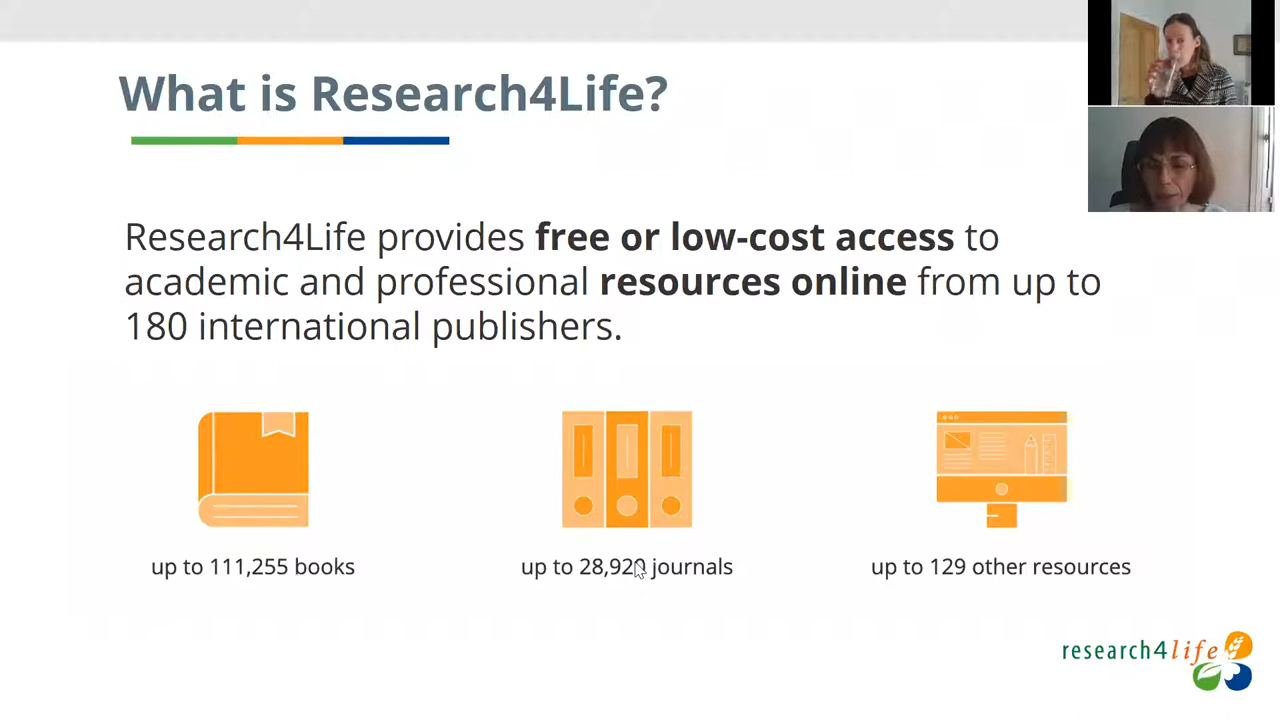 What is Research4Life?
Research4Life provides free or low-cost access to
academic and professional resources online from up to
180 international publishers.
up to 111,255 books
up to 28,920 journals
up to 129 other resources
research4life